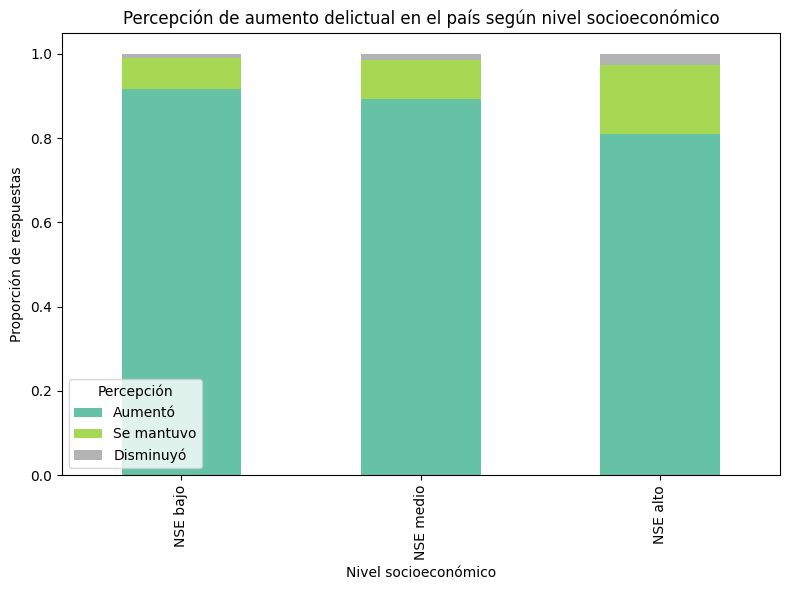 Percepción de aumento delictual en el país según nivel socioeconómico
Proporción de respuestas
1.0
0.8
0.6
0.4
0.2
0.0
Percepción
Aumentó
Se mantuvo
Disminuyó
NSE bajo
NSE medio
NSE alto
Nivel socioeconómico